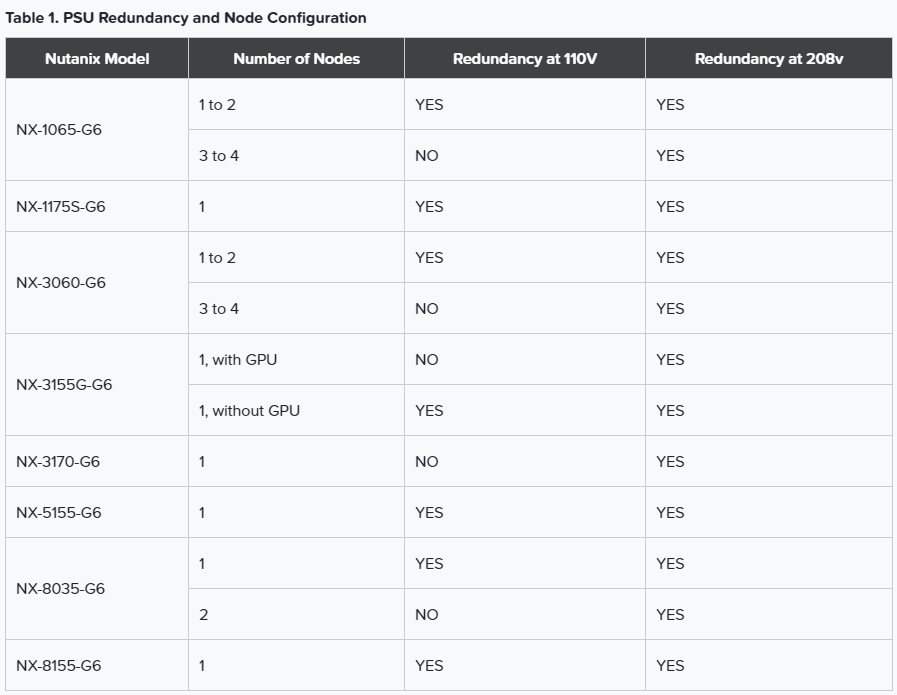 Table 1. PSU Redundancy and Node Configuration
Nutanix Model Number of Nodes Redundancy at 110V Redundancy at 208v
NX-1065-G6 1 to 2 YES YES
3 to 4 NO YES
NX-1175S-G6 1 YES YES
NX-3060-G6 1 to 2 YES YES
3 to 4 NO YES
NX-3155G-G6 1, with GPU NO YES
1, without GPU YES YES
NX-3170-G6 1 NO YES
NX-5155-G6 1 YES YES
NX-8035-G6 1 YES YES
2 NO YES
NX-8155-G6 1 YES YES